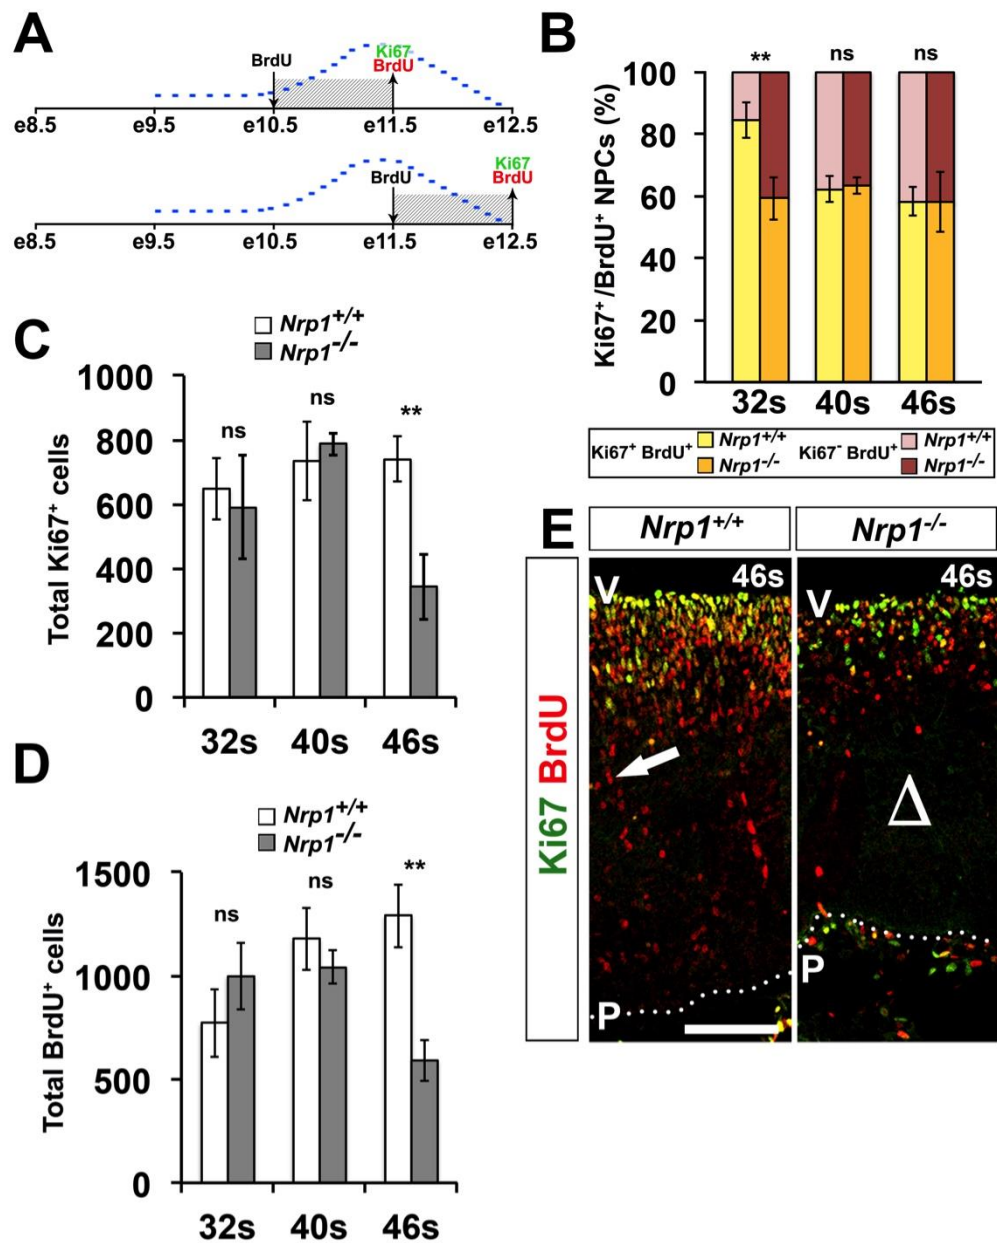 A
BrdU
Ki67
BrdU
e8.5 e9.5 e10.5 e11.5 e12.5
BrdU
Ki67
BrdU
e8.5 e9.5 e10.5 e11.5 e12.5
B
** ns ns
Ki67+/BrdU+ NPCs (%)
100
80
60
40
20
0
32s 40s 46s
Ki67+ BrdU+ Nrp1+/+ Ki67- BrdU+ Nrp1+/+
Nrp1-/- Nrp1-/-
C
Nrp1+/+
Nrp1-/-
Total Ki67+ cells
1000
800
600
400
200
0
ns ns **
32s 40s 46s
D
Nrp1+/+
Nrp1-/-
Total BrdU+ cells
1500
1000
500
0
ns ns **
32s 40s 46s
E
Nrp1+/+ Nrp1-/-
Ki67 BrdU
V 46s V 46s
Δ
P P